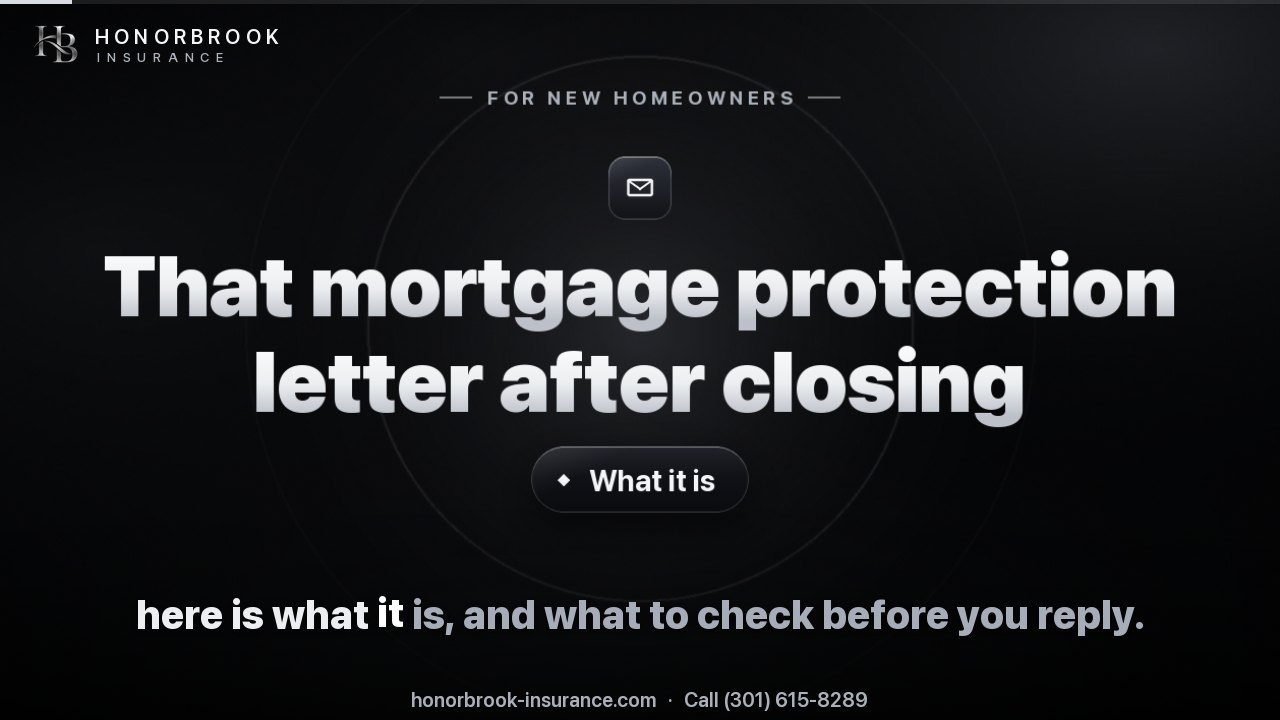 HONORBROOK
INSURANCE
FOR NEW HOMEOWNERS
That mortgage protection
letter after closing
What it is
here is what it is, and what to check before you reply.
honorbrook-insurance.com · Call (301) 615-8289